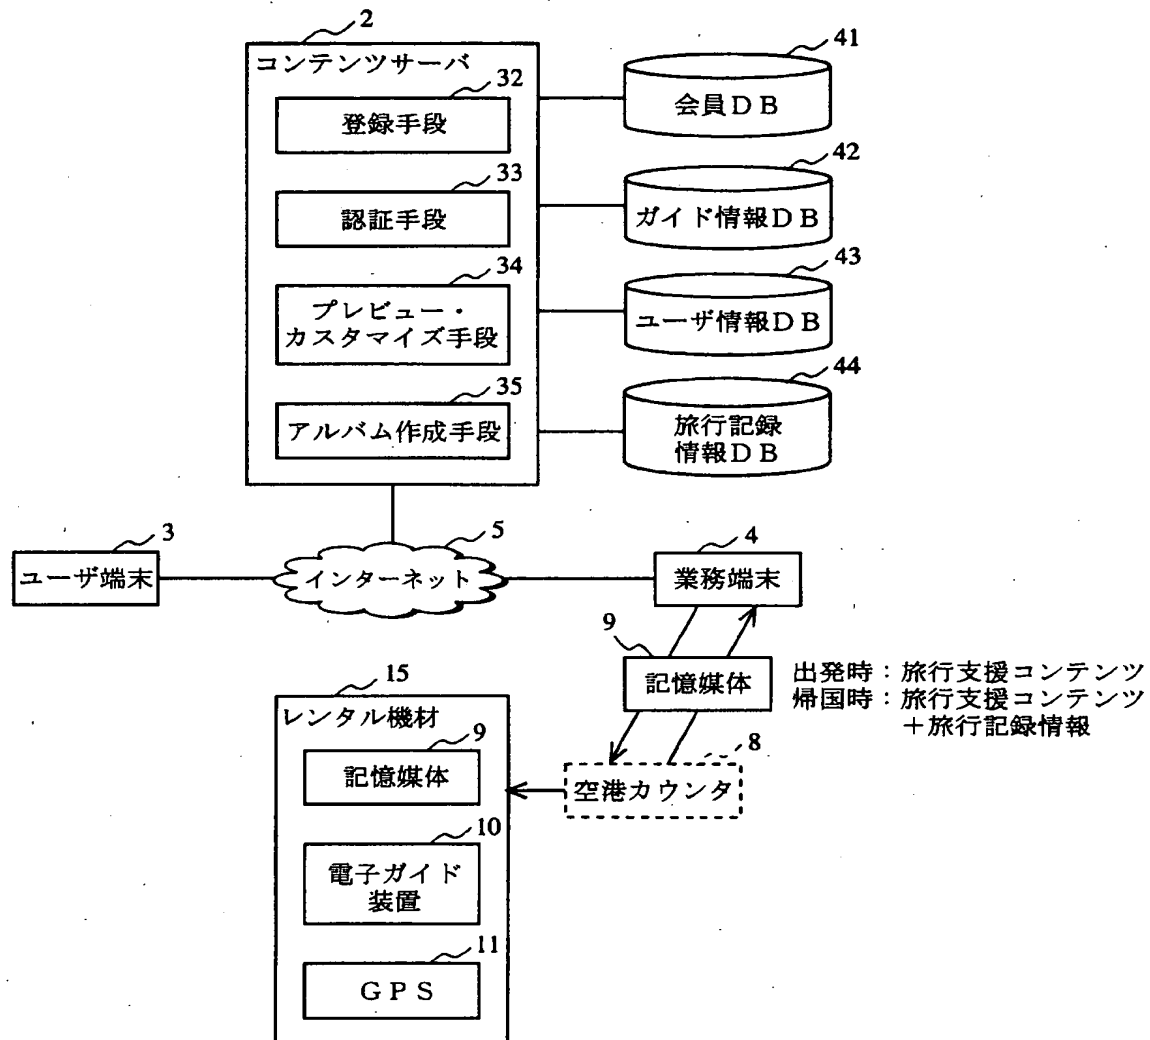 2
コンテンツサーバ
32
登録手段
33
認証手段
34
プレビュー・
カスタマイズ手段
35
アルバム作成手段
41
会員DB
42
ガイド情報DB
43
ユーザ情報DB
44
旅行記録
情報DB
3
ユーザ端末
5
インターネット
4
業務端末
9
記憶媒体
出発時：旅行支援コンテンツ
帰国時：旅行支援コンテンツ
＋旅行記録情報
8
空港カウンタ
15
レンタル機材
9
記憶媒体
10
電子ガイド
装置
11
GPS